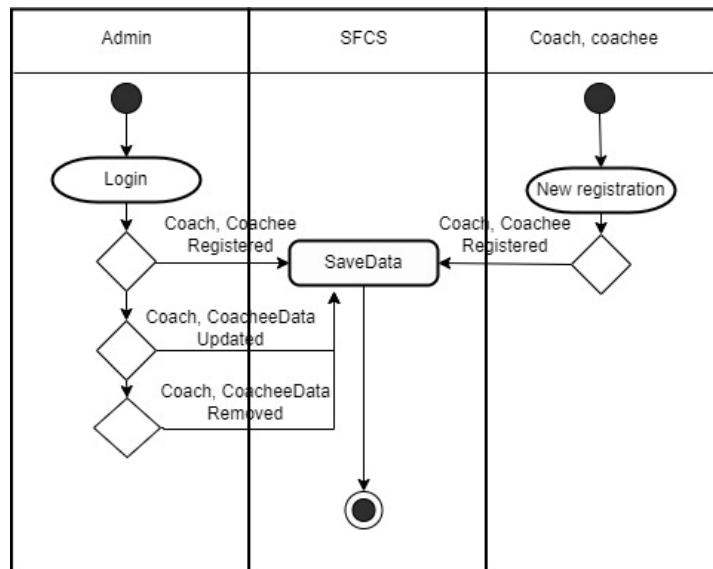 Admin
SFCS
Coach, coachee
Login
New registration
Coach, Coachee
Registered
Coach, Coachee
Registered
SaveData
Coach, CoacheeData
Updated
Coach, CoacheeData
Removed